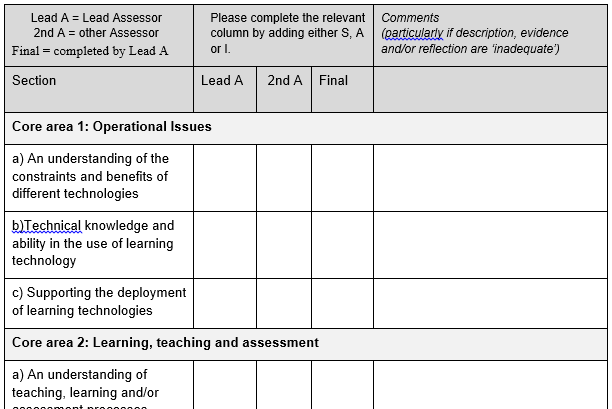 Lead A = Lead Assessor
2nd A = other Assessor
Final = completed by Lead A
Please complete the relevant
column by adding either S, A
or I.
Comments
(particularly if description, evidence
and/or reflection are ‘inadequate’)
Section
Lead A
2nd A
Final
Core area 1: Operational Issues
a) An understanding of the
constraints and benefits of
different technologies
b)Technical knowledge and
ability in the use of learning
technology
c) Supporting the deployment
of learning technologies
Core area 2: Learning, teaching and assessment
a) An understanding of
teaching, learning and/or
assessment processes